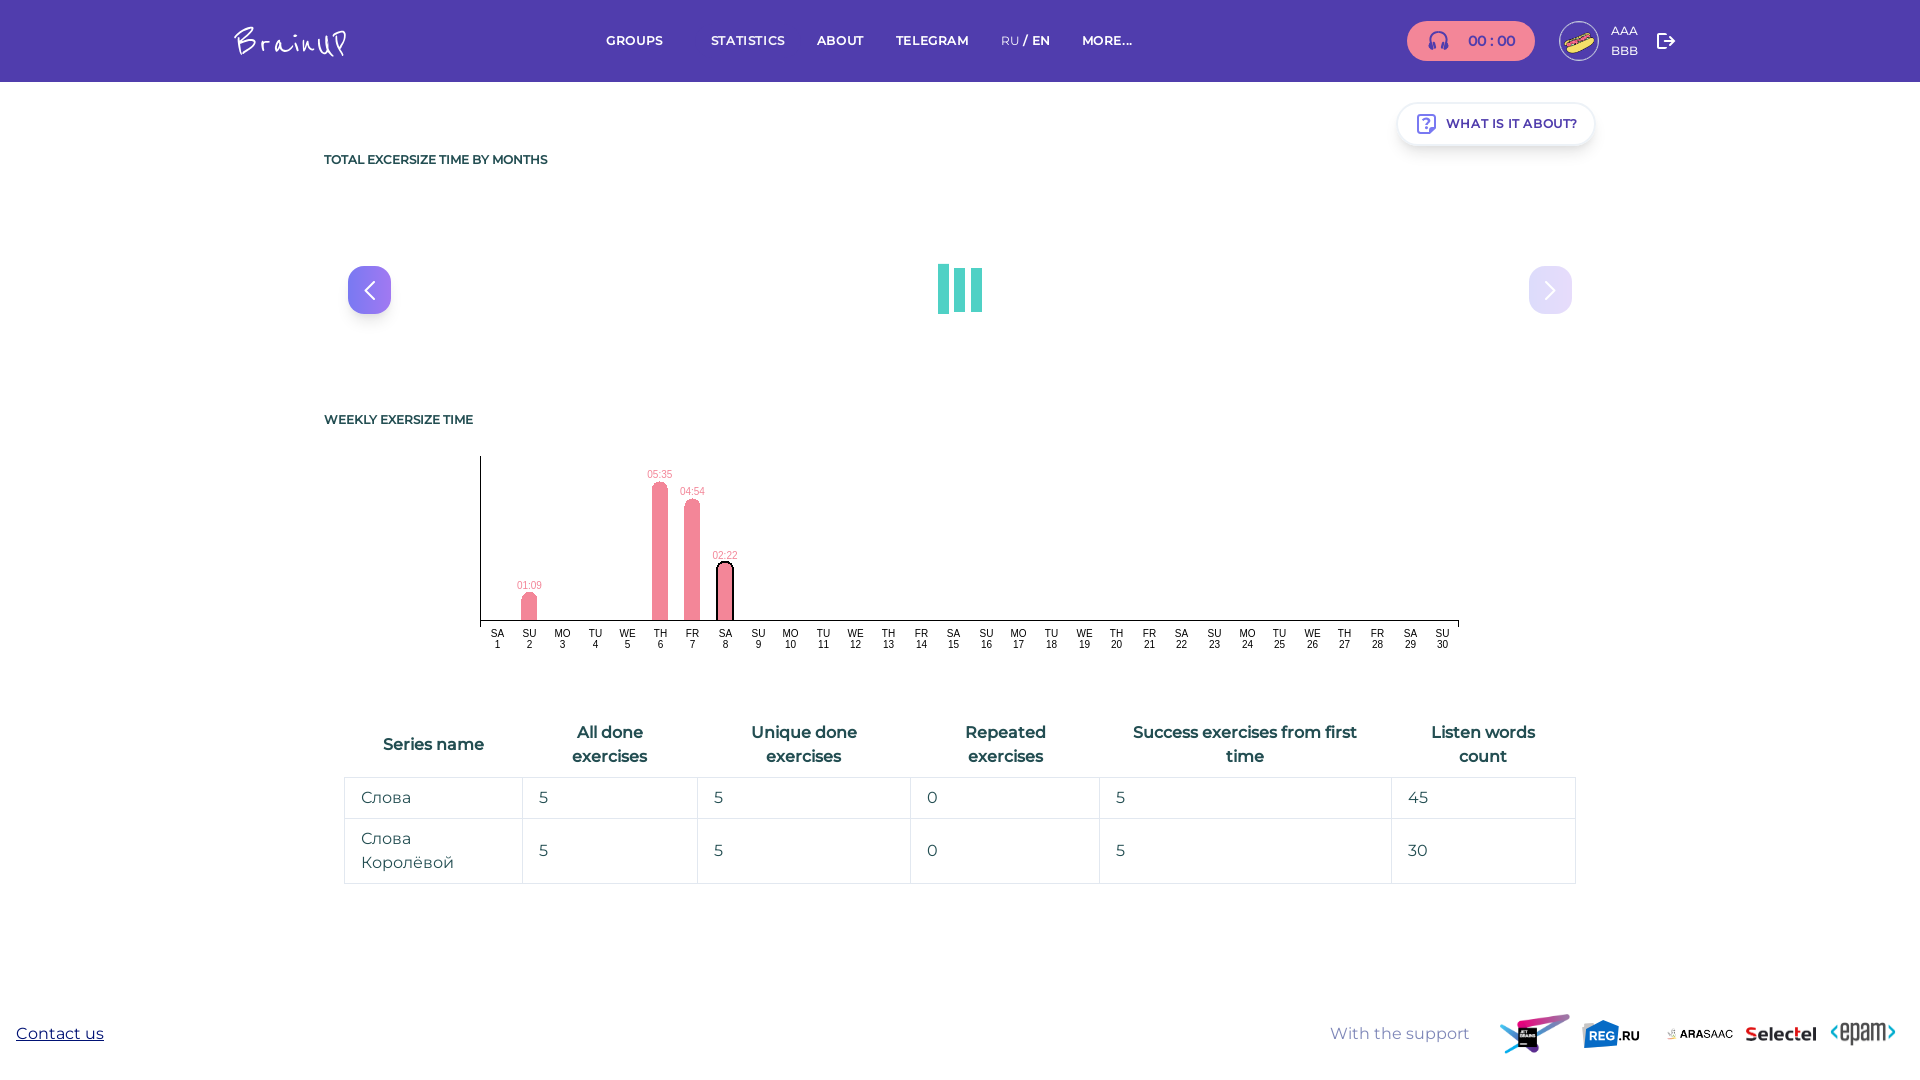 BrainUP GROUPS STATISTICS ABOUT TELEGRAM RU / EN MORE... 00 : 00 AAA
BBB
WHAT IS IT ABOUT?
TOTAL EXCERSIZE TIME BY MONTHS
WEEKLY EXERSIZE TIME
05:35
04:54
02:22
01:09
SA SU MO TU WE TH FR SA SU MO TU WE TH FR SA SU MO TU WE TH FR SA SU MO TU WE TH FR SA SU
1 2 3 4 5 6 7 8 9 10 11 12 13 14 15 16 17 18 19 20 21 22 23 24 25 26 27 28 29 30
Series name All done exercises Unique done exercises Repeated exercises Success exercises from first time Listen words count
Слова 5 5 0 5 45
Слова Королёвой 5 5 0 5 30
Contact us With the support REG.RU ARASAAC Selectel <epam>